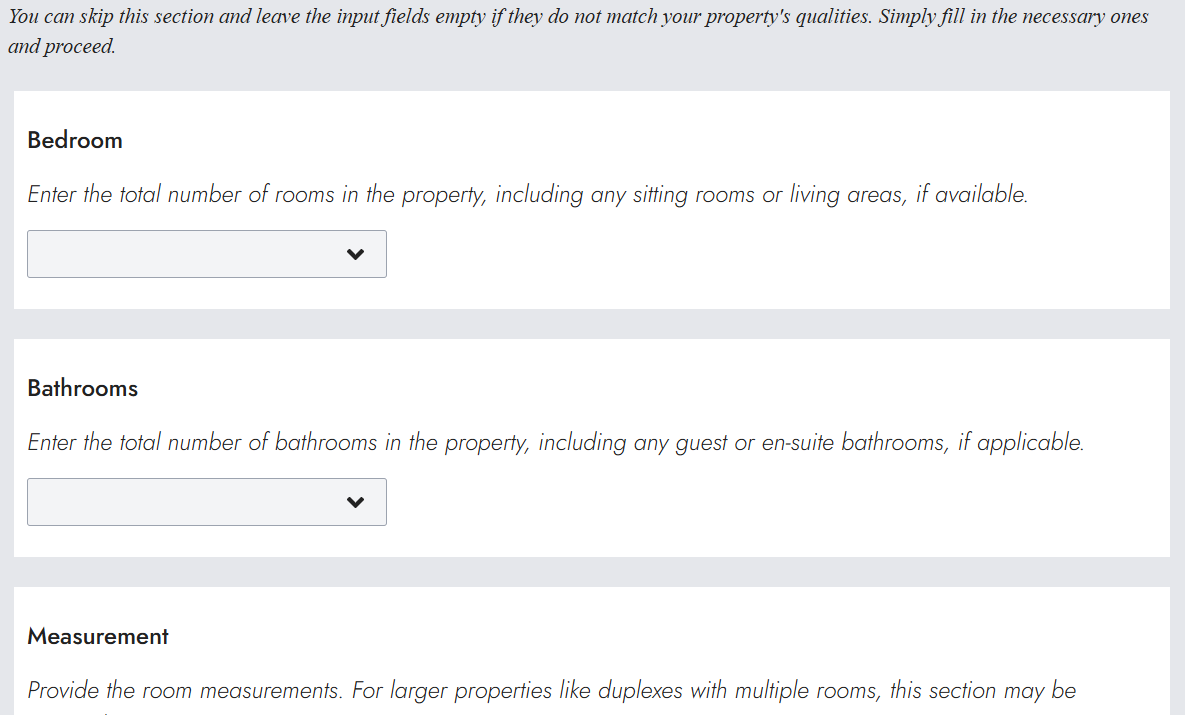 You can skip this section and leave the input fields empty if they do not match your property's qualities. Simply fill in the necessary ones
and proceed.
Bedroom
Enter the total number of rooms in the property, including any sitting rooms or living areas, if available.
Bathrooms
Enter the total number of bathrooms in the property, including any guest or en-suite bathrooms, if applicable.
Measurement
Provide the room measurements. For larger properties like duplexes with multiple rooms, this section may be